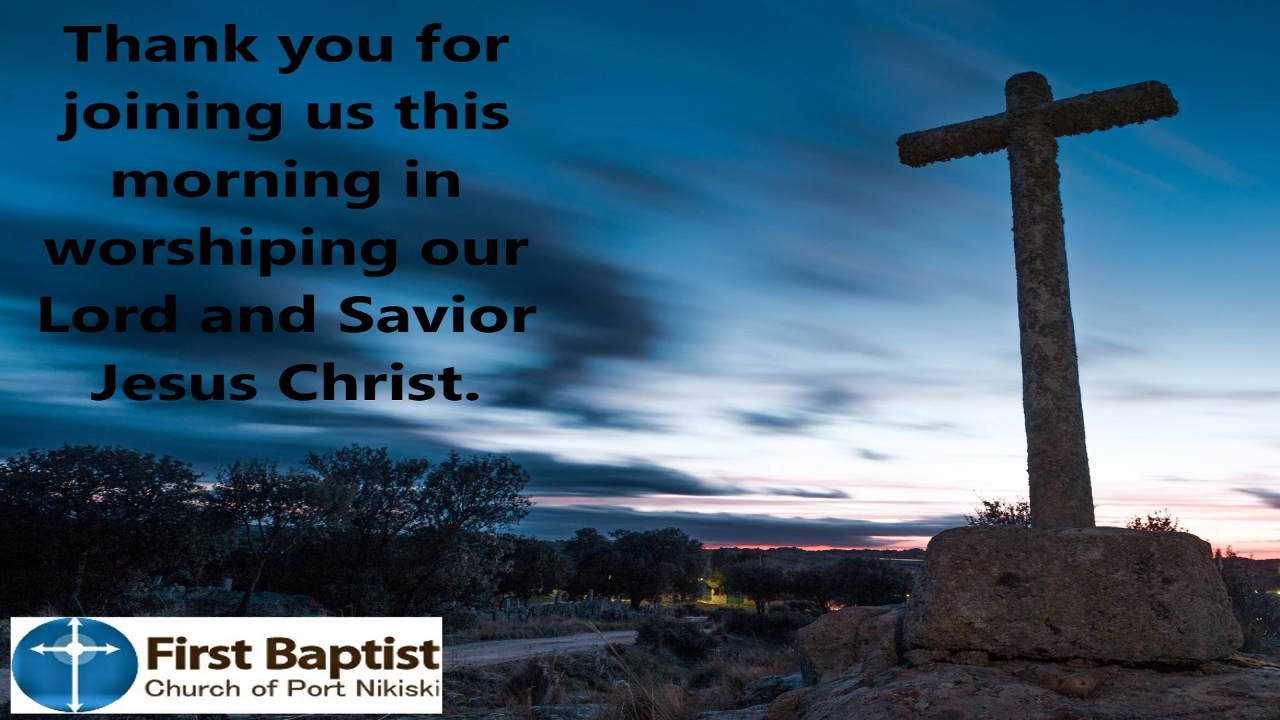 Thank you for
joining us this
morning in
worshiping our
Lord and Savior
Jesus Christ.
First Baptist
Church of Port Nikiski